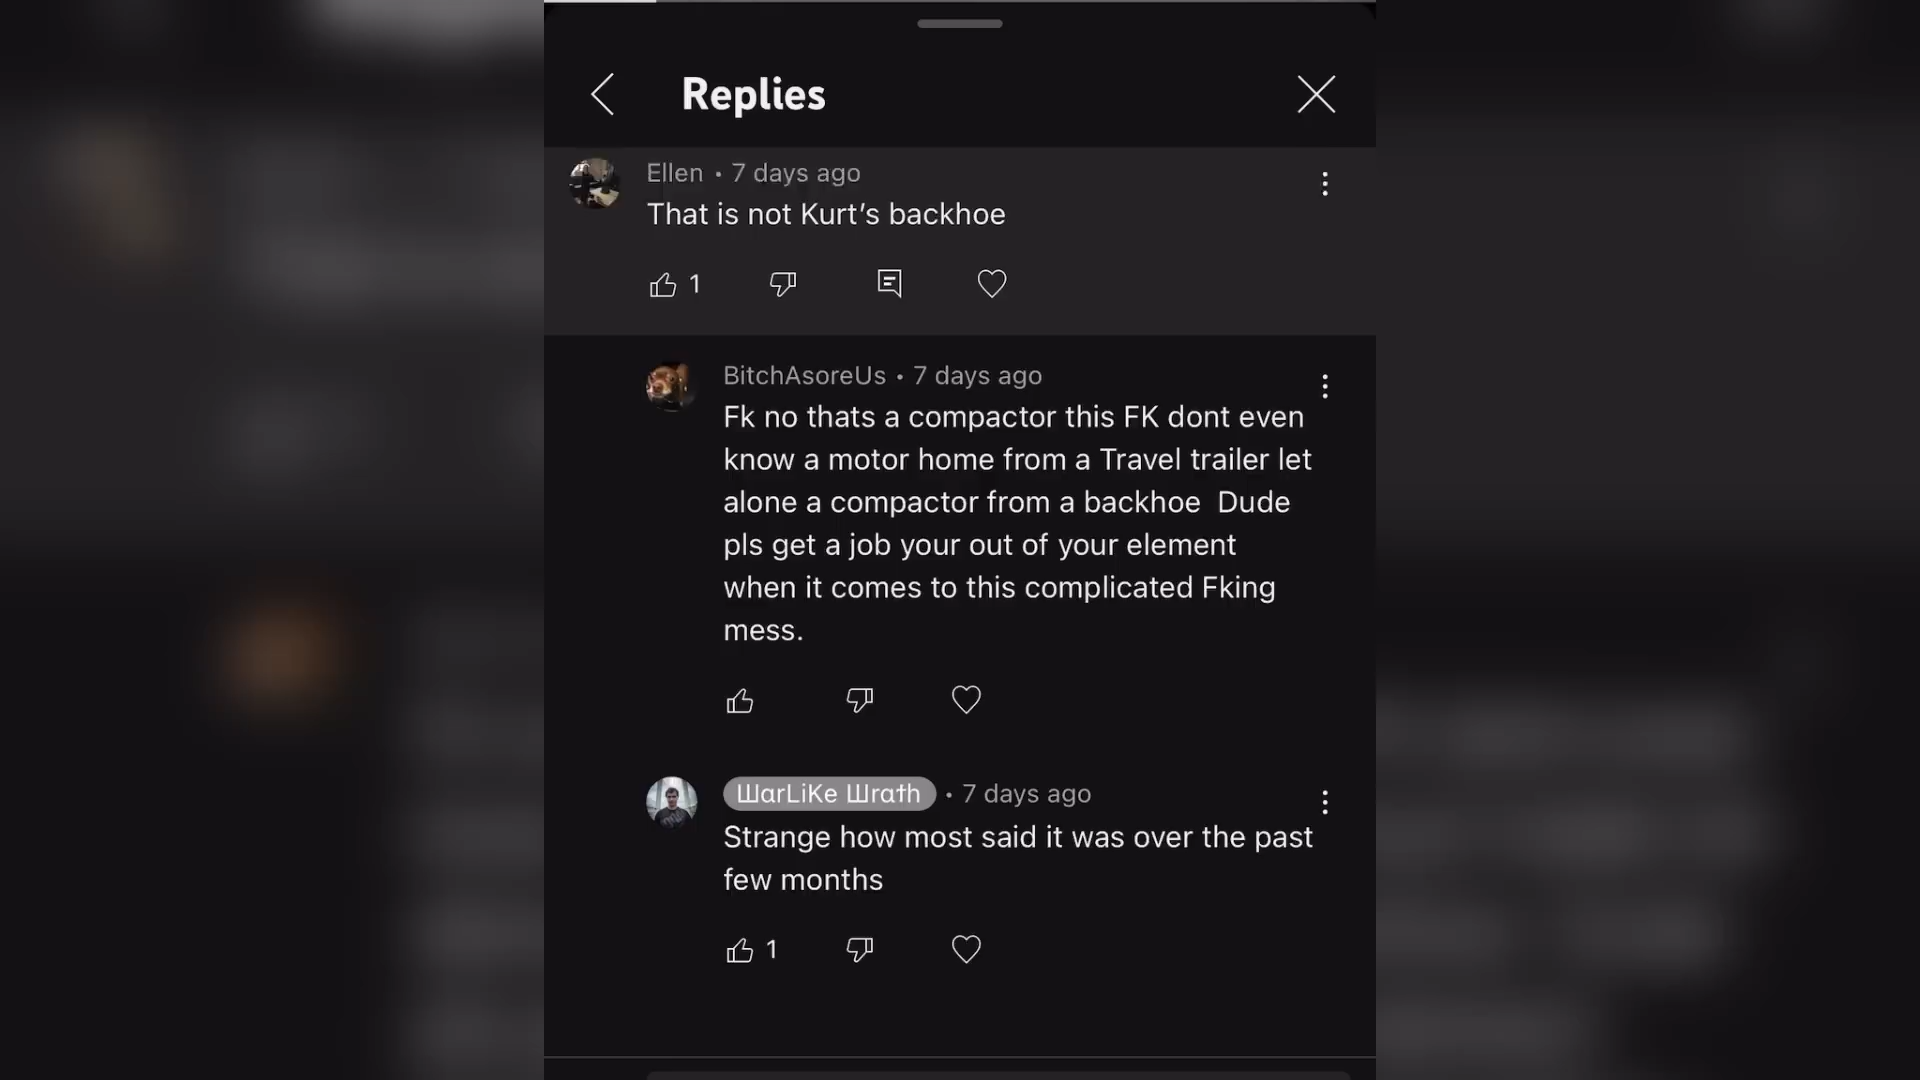 Replies
Ellen • 7 days ago
That is not Kurt’s backhoe
1
BitchAsoreUs • 7 days ago
Fk no thats a compactor this FK dont even
know a motor home from a Travel trailer let
alone a compactor from a backhoe  Dude
pls get a job your out of your element
when it comes to this complicated Fking
mess.
ШarLiKe Шrath • 7 days ago
Strange how most said it was over the past
few months
1